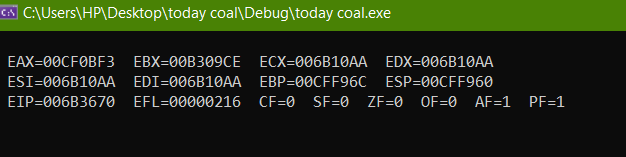 C:\Users\HP\Desktop\today coal\Debug\today coal.exe
EAX=00CF0BF3 EBX=00B309CE ECX=006B10AA EDX=006B10AA
ESI=006B10AA EDI=006B10AA EBP=00CFF96C ESP=00CFF960
EIP=006B3670 EFL=00000216 CF=0 SF=0 ZF=0 OF=0 AF=1 PF=1